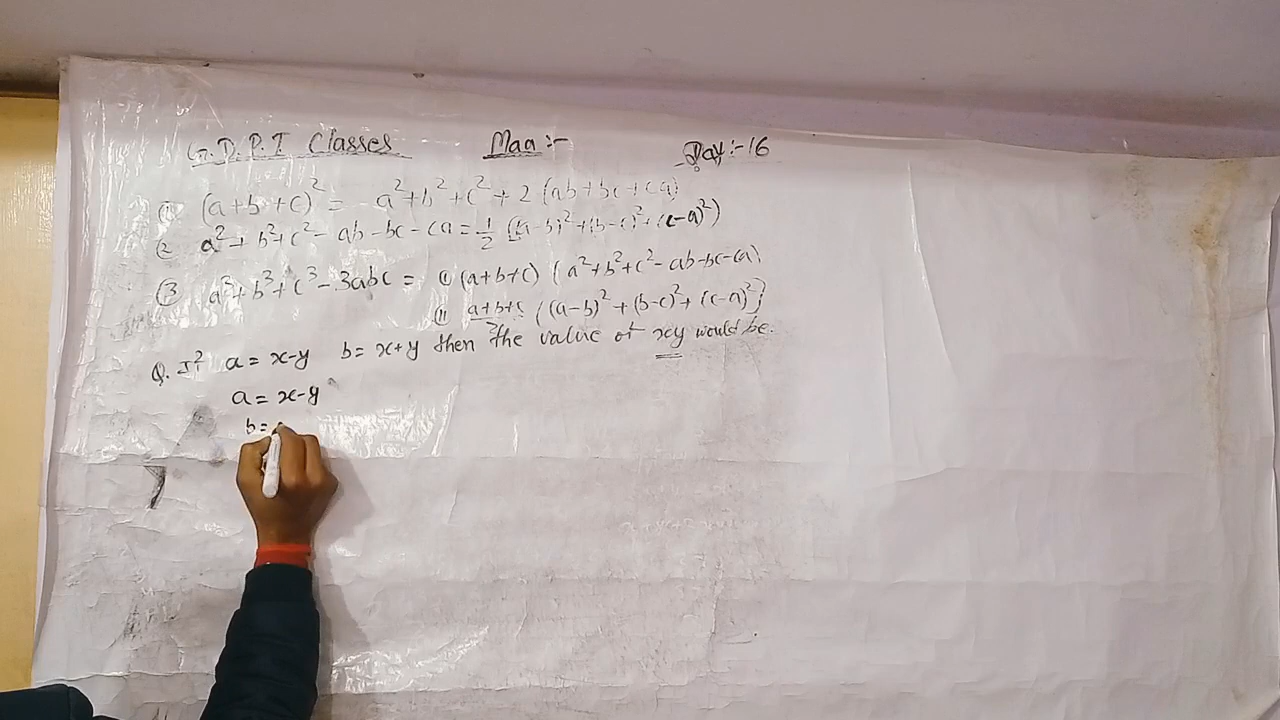 G.D.P.I Classes Maa :- Day :- 16
① (a+b+c)² = a²+b²+c²+2 (ab+bc+ca)
② a²+b²+c²-ab-bc-ca = 1/2 ((a-b)²+(b-c)²+(c-a)²)
③ a³+b³+c³-3abc = (i) (a+b+c) (a²+b²+c²-ab-bc-ca)
(ii) a+b+c/2 {(a-b)²+(b-c)²+(c-a)²}
Q. If a = x-y b = x+y then the value of xy would be.
a = x-y
b =